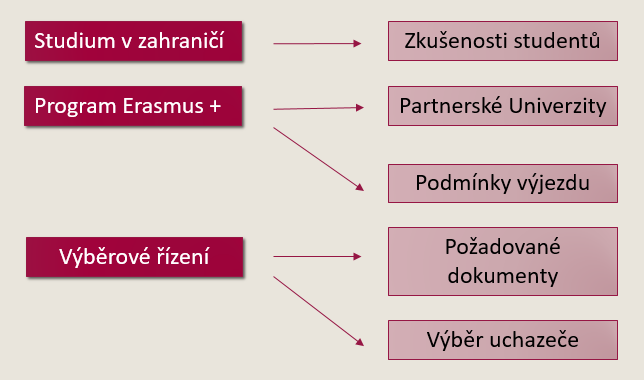 Studium v zahraničí
Zkušenosti studentů
Program Erasmus +
Partnerské Univerzity
Podmínky výjezdu
Výběrové řízení
Požadované
dokumenty
Výběr uchazeče